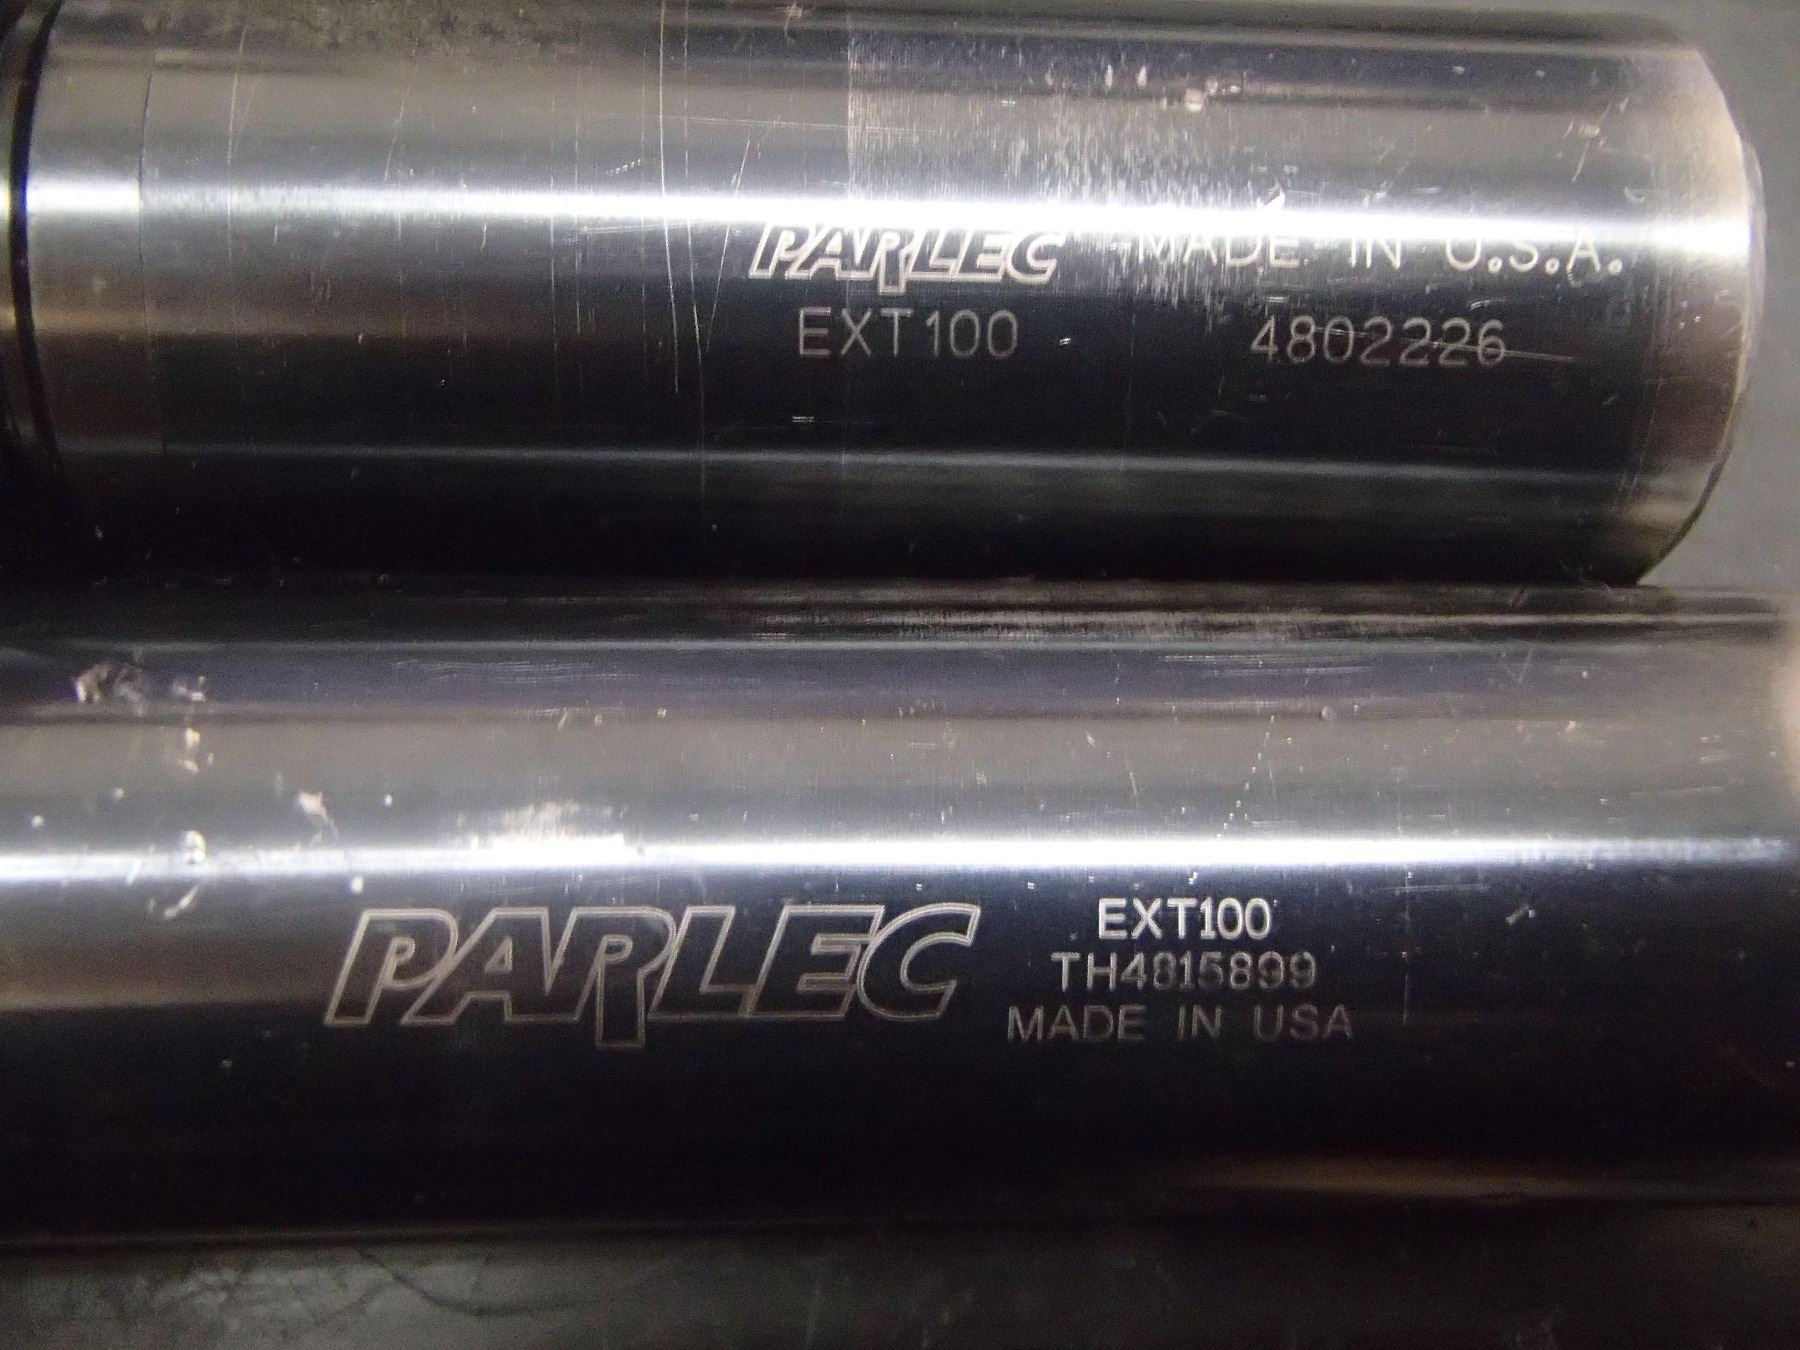 PARLEC MADE IN U.S.A.
EXT100 4802226
PARLEC EXT100
TH4815899
MADE IN USA